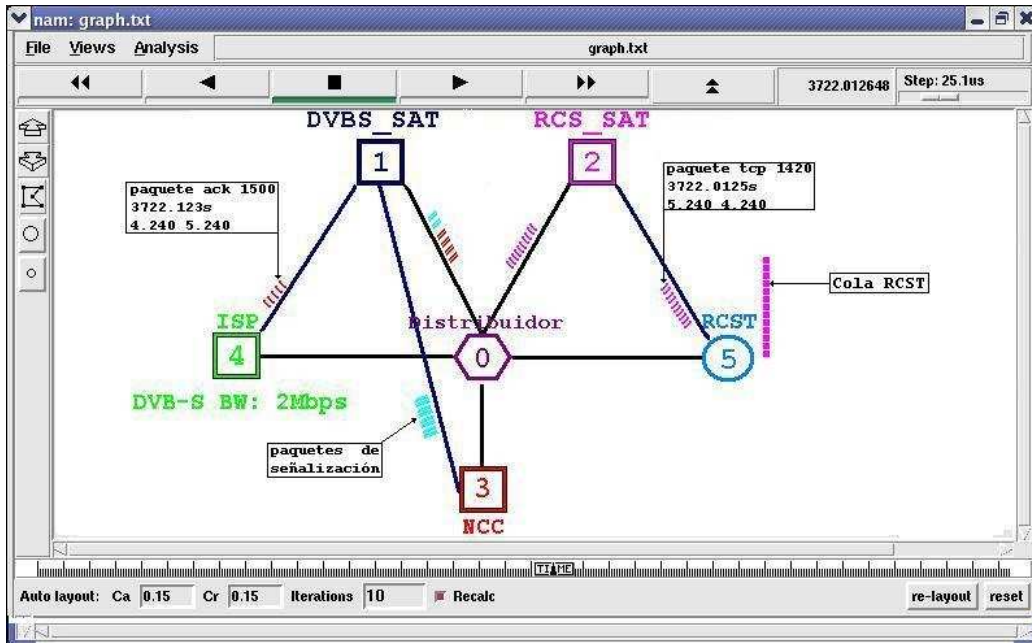 nam: graph.txt
File Views Analysis graph.txt
3722.012648 Step: 25.1us
DVBS_SAT RCS_SAT
1 2
paquete ack 1500
3722.123s
4.240 5.240
paquete tcp 1420
3722.0125s
5.240 4.240
Cola RCST
ISP Distribuidor RCST
4 0 5
DVB-S BW: 2Mbps
paquetes de
señalización
3
NCC
TIME
Auto layout: Ca 0.15 Cr 0.15 Iterations 10 Recalc re-layout reset